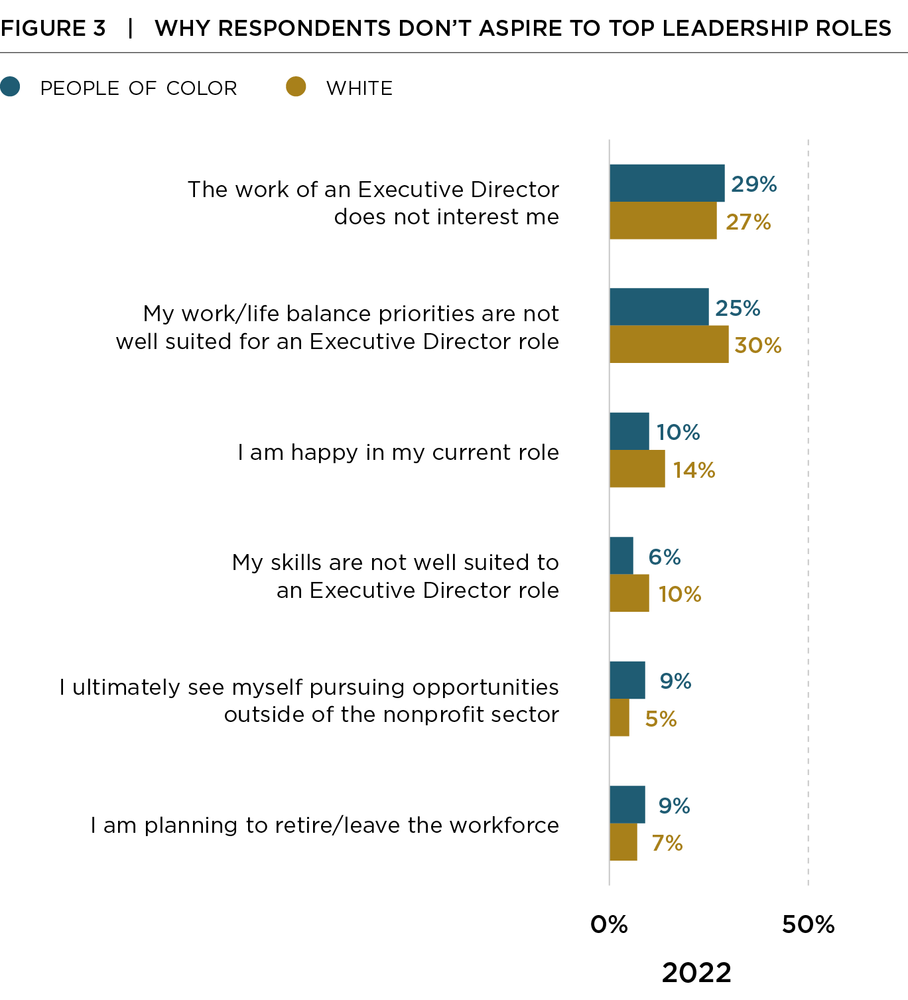 FIGURE 3 | WHY RESPONDENTS DON’T ASPIRE TO TOP LEADERSHIP ROLES
PEOPLE OF COLOR
WHITE
The work of an Executive Director
does not interest me
29%
27%
My work/life balance priorities are not
well suited for an Executive Director role
25%
30%
I am happy in my current role
10%
14%
My skills are not well suited to
an Executive Director role
6%
10%
I ultimately see myself pursuing opportunities
outside of the nonprofit sector
9%
5%
I am planning to retire/leave the workforce
9%
7%
0%
50%
2022